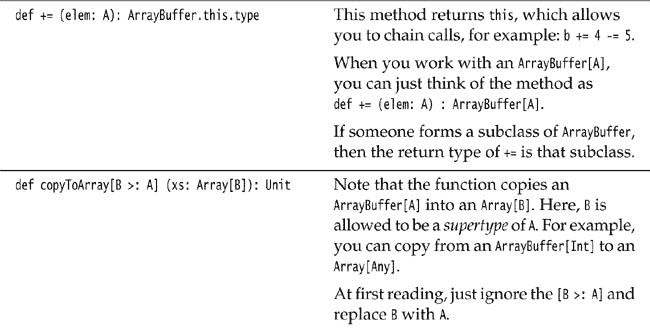 def += (elem: A): ArrayBuffer.this.type
This method returns this, which allows
you to chain calls, for example: b += 4 -= 5.
When you work with an ArrayBuffer[A],
you can just think of the method as
def += (elem: A) : ArrayBuffer[A].
If someone forms a subclass of ArrayBuffer,
then the return type of += is that subclass.
def copyToArray[B >: A] (xs: Array[B]): Unit
Note that the function copies an
ArrayBuffer[A] into an Array[B]. Here, B is
allowed to be a supertype of A. For example,
you can copy from an ArrayBuffer[Int] to an
Array[Any].
At first reading, just ignore the [B >: A] and
replace B with A.